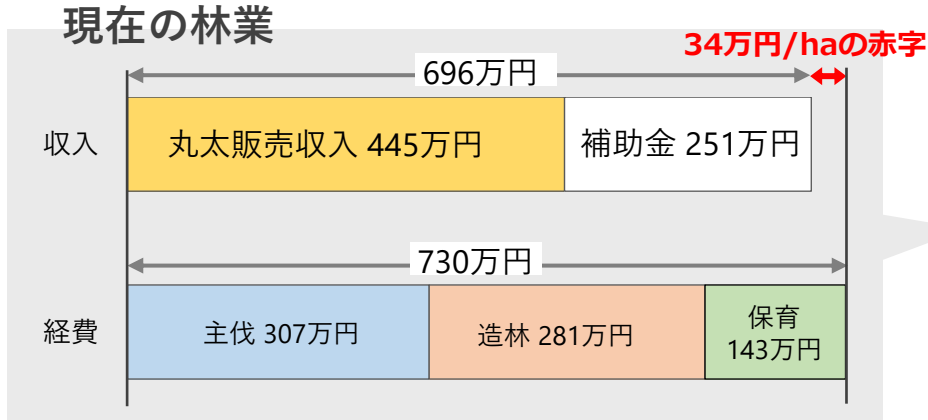 現在の林業
34万円/haの赤字
696万円
収入
丸太販売収入 445万円
補助金 251万円
730万円
経費
主伐 307万円
造林 281万円
保育
143万円